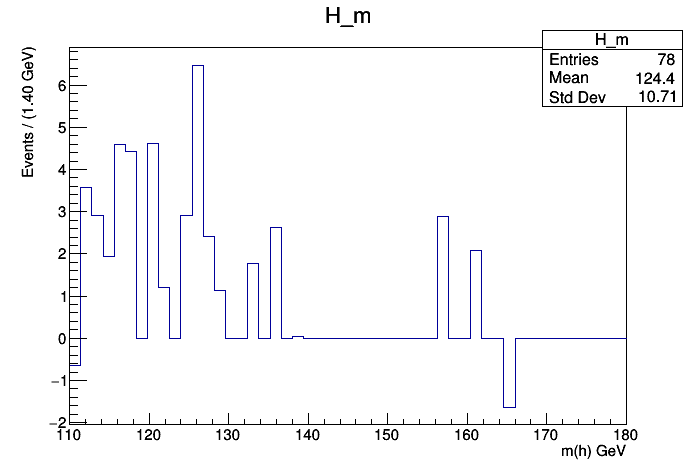 H_m
H_m
Entries 78
Mean 124.4
Std Dev 10.71
Events / (1.40 GeV)
6
5
4
3
2
1
0
−1
−2
110 120 130 140 150 160 170 180
m(h) GeV